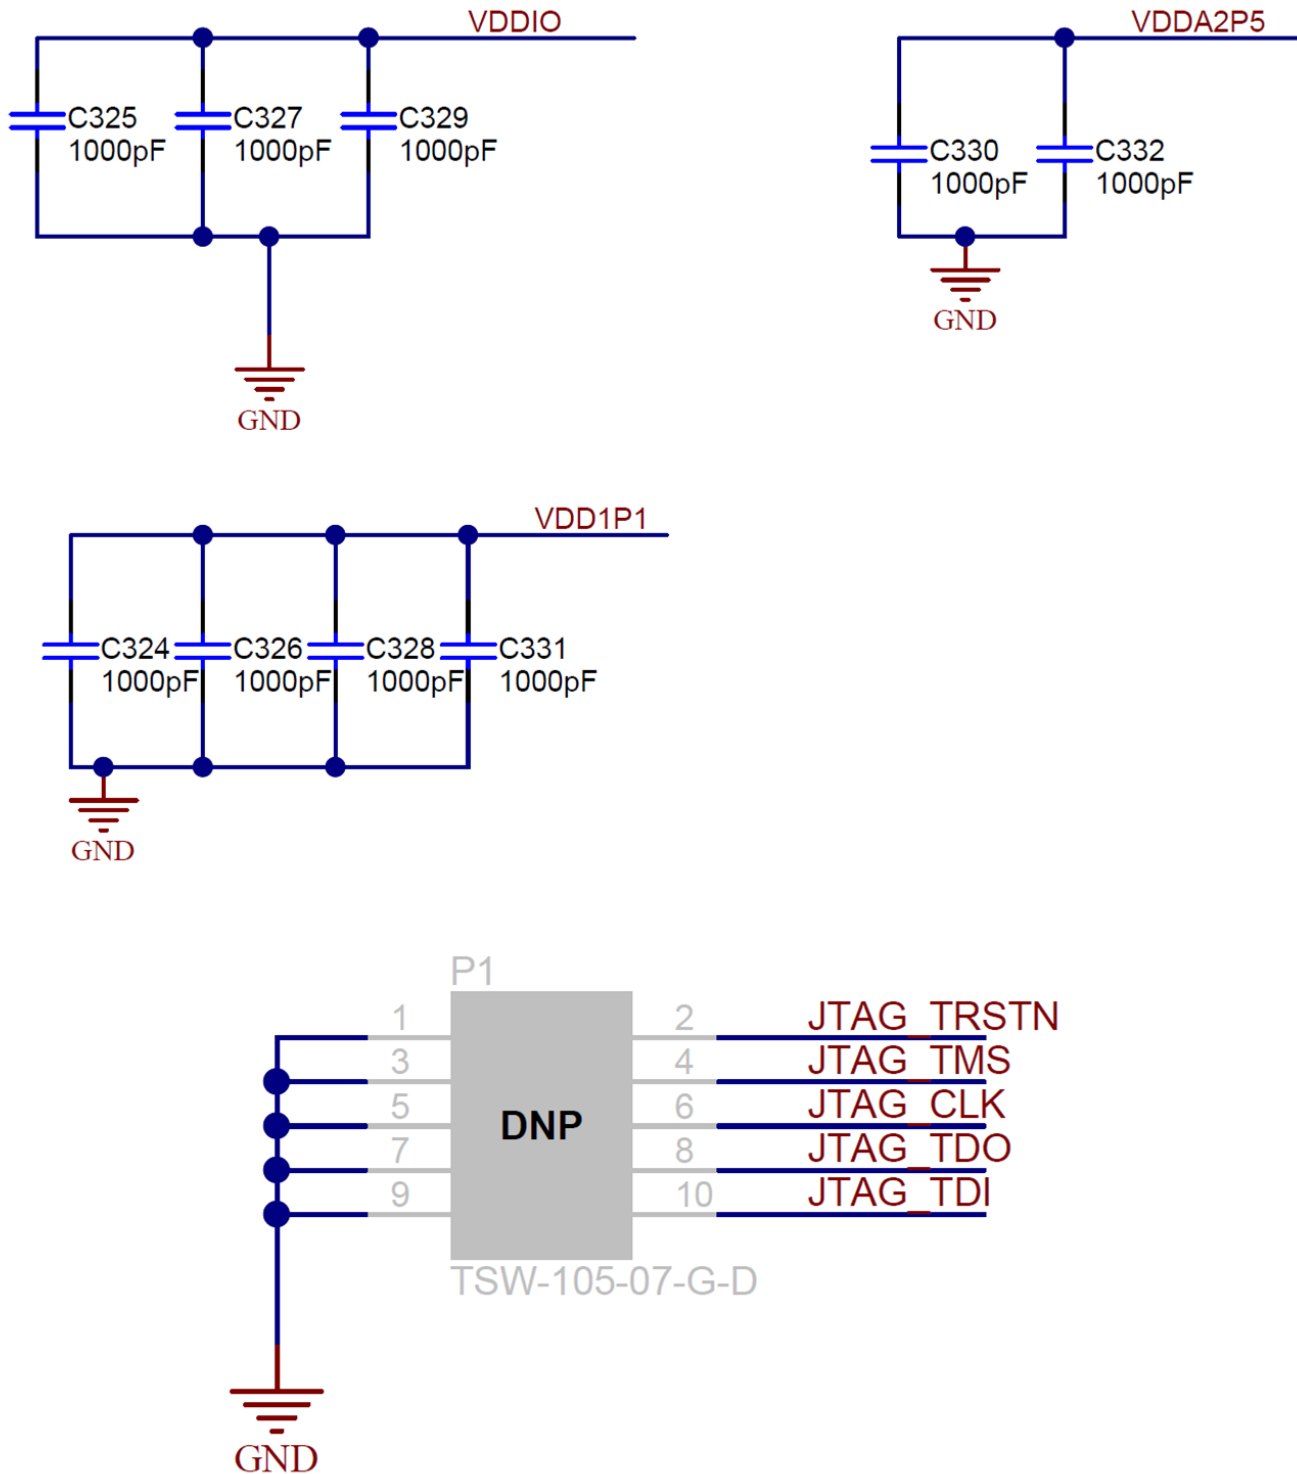 VDDIO
C325
1000pF
C327
1000pF
C329
1000pF
GND
VDDA2P5
C330
1000pF
C332
1000pF
GND
VDD1P1
C324
1000pF
C326
1000pF
C328
1000pF
C331
1000pF
GND
P1
1
2
JTAG_TRSTN
3
4
JTAG_TMS
5
6
JTAG_CLK
7
8
JTAG_TDO
9
10
JTAG_TDI
DNP
TSW-105-07-G-D
GND